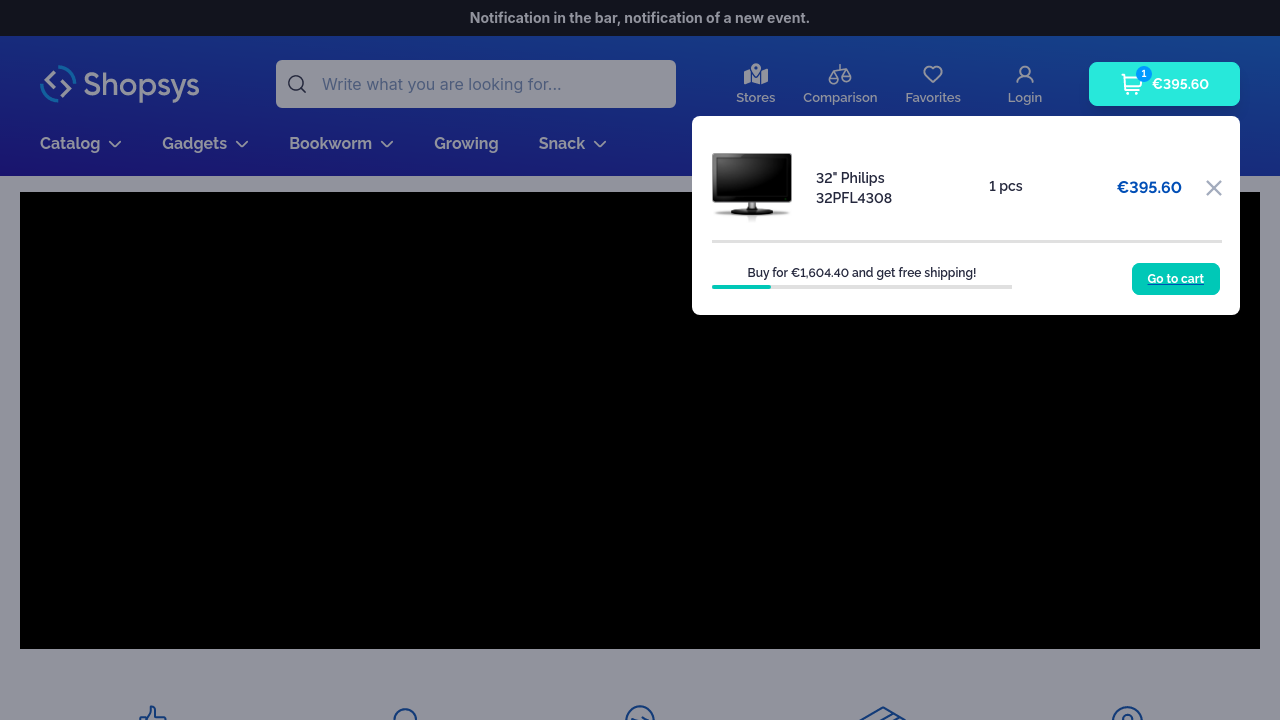 Notification in the bar, notification of a new event.
Shopsys
Write what you are looking for...
Stores
Comparison
Favorites
Login
1
€395.60
Catalog
Gadgets
Bookworm
Growing
Snack
32" Philips
32PFL4308
1 pcs
€395.60
Buy for €1,604.40 and get free shipping!
Go to cart